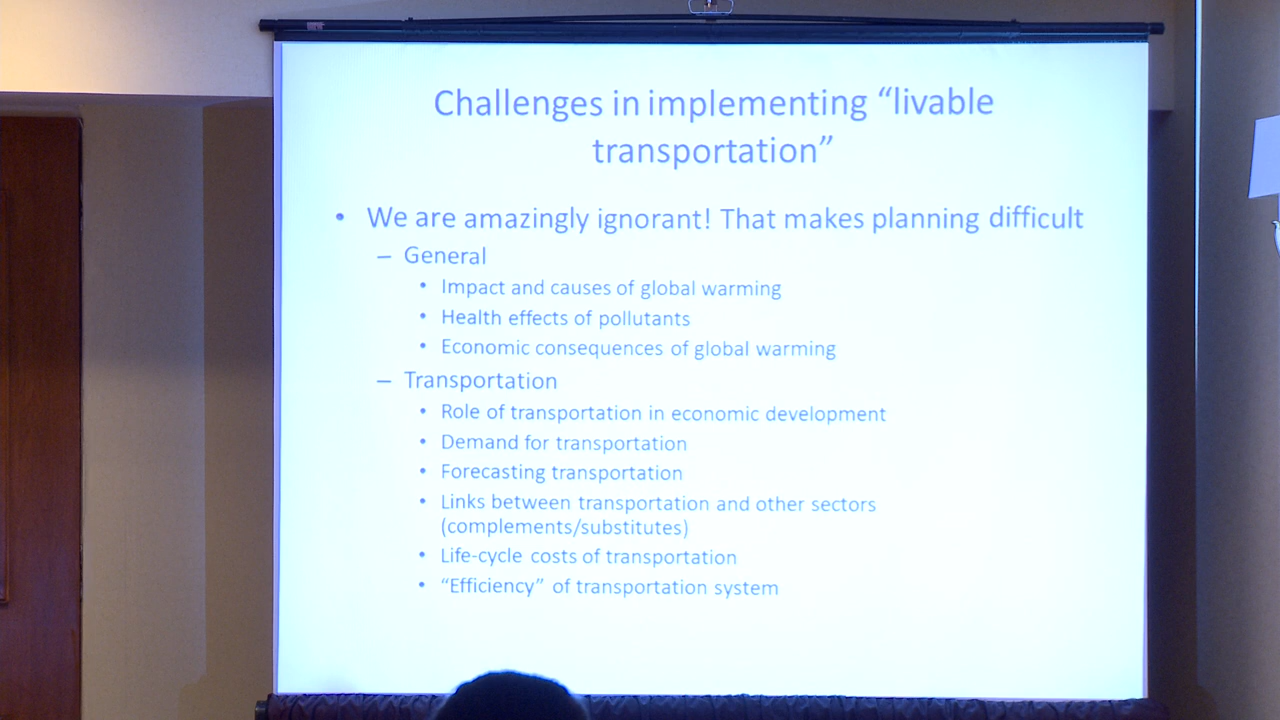 Challenges in implementing “livable
transportation”
• We are amazingly ignorant! That makes planning difficult
– General
• Impact and causes of global warming
• Health effects of pollutants
• Economic consequences of global warming
– Transportation
• Role of transportation in economic development
• Demand for transportation
• Forecasting transportation
• Links between transportation and other sectors
(complements/substitutes)
• Life-cycle costs of transportation
• “Efficiency” of transportation system